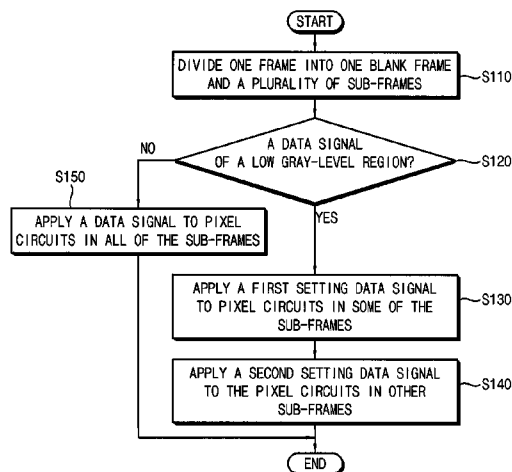 START
DIVIDE ONE FRAME INTO ONE BLANK FRAME
AND A PLURALITY OF SUB-FRAMES
S110
A DATA SIGNAL
OF A LOW GRAY-LEVEL REGION?
S120
NO
YES
S150
APPLY A DATA SIGNAL TO PIXEL
CIRCUITS IN ALL OF THE SUB-FRAMES
APPLY A FIRST SETTING DATA SIGNAL
TO PIXEL CIRCUITS IN SOME OF THE
SUB-FRAMES
S130
APPLY A SECOND SETTING DATA SIGNAL
TO THE PIXEL CIRCUITS IN OTHER
SUB-FRAMES
S140
END